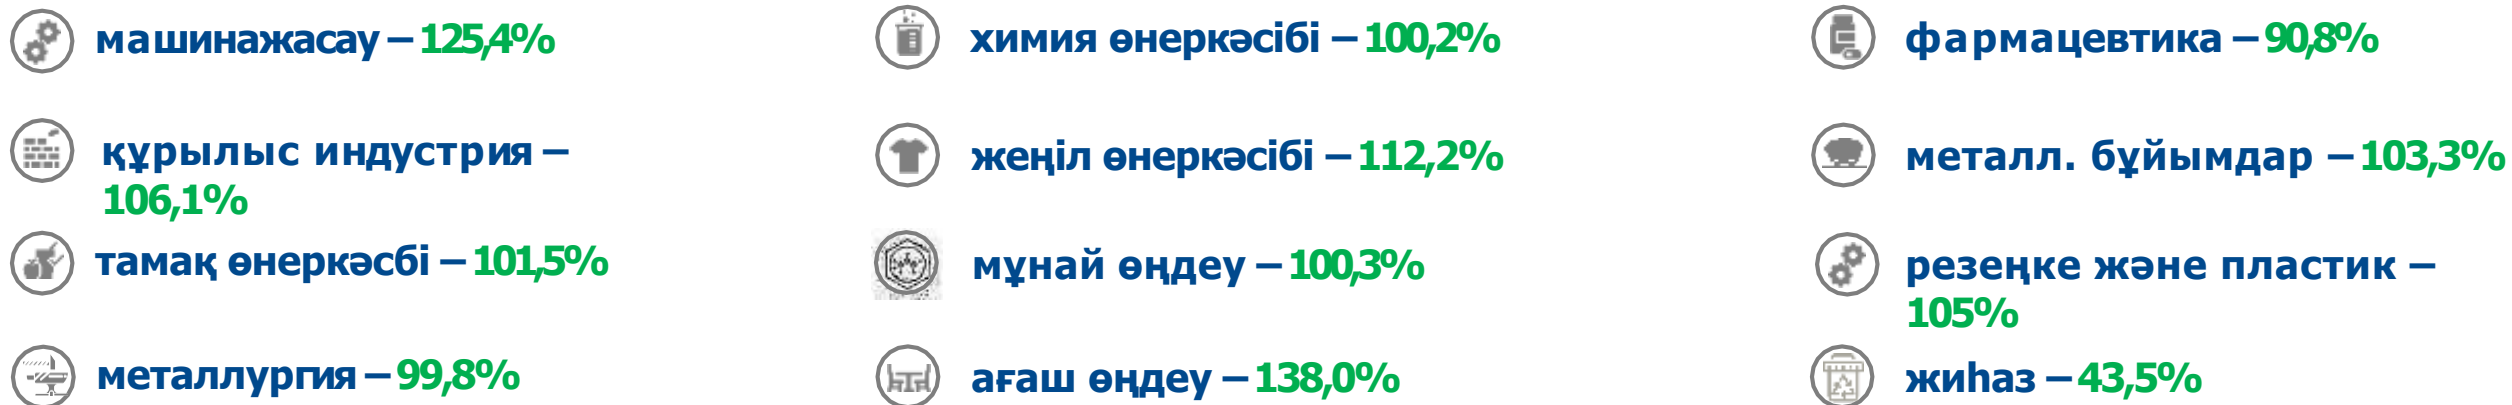 машинажасау – 125,4%
құрылыс индустрия –
106,1%
тамақ өнеркәсбі – 101,5%
металлургия – 99,8%
химия өнеркәсібі – 100,2%
жеңіл өнеркәсібі – 112,2%
мұнай өңдеу – 100,3%
ағаш өңдеу – 138,0%
фармацевтика – 90,8%
металл. бұйымдар – 103,3%
резеңке және пластик –
105%
жиһаз – 43,5%